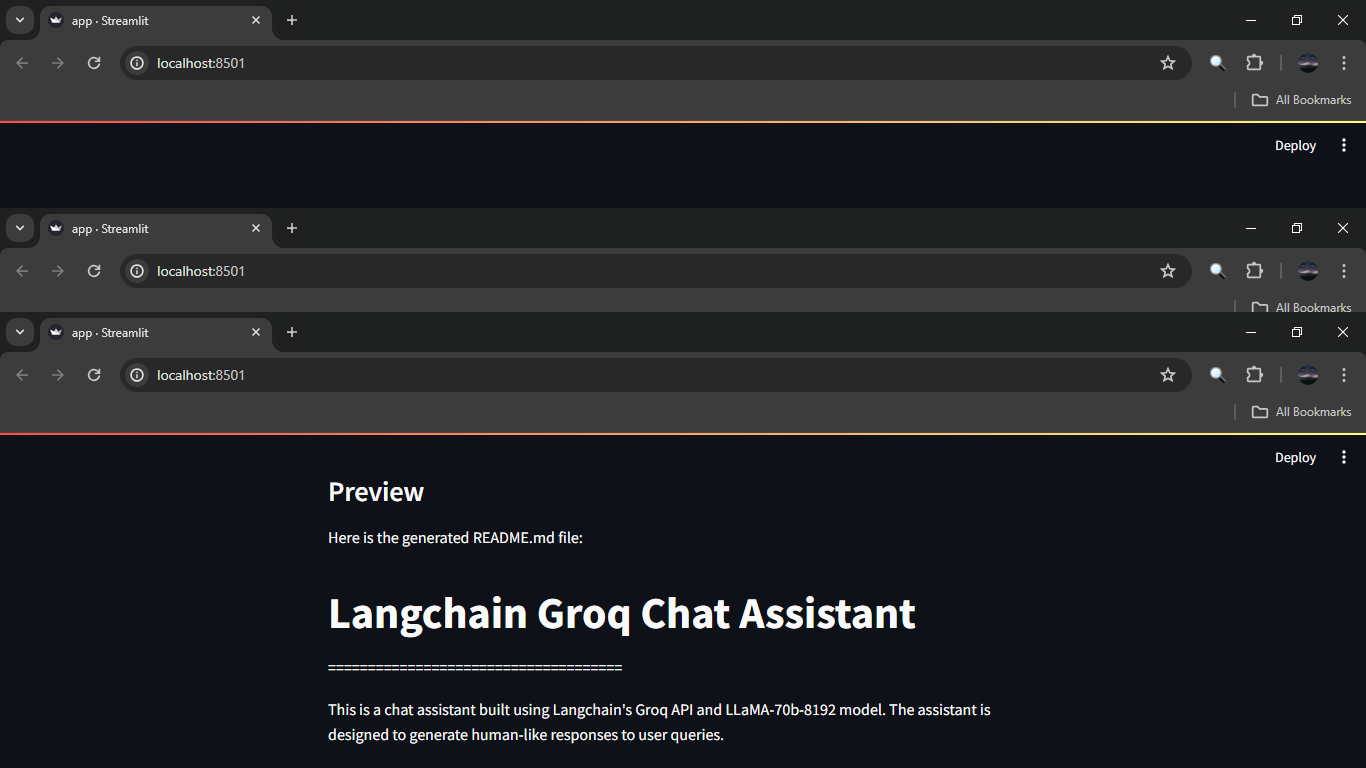 app · Streamlit
localhost:8501
All Bookmarks
Deploy
app · Streamlit
localhost:8501
All Bookmarks
app · Streamlit
localhost:8501
All Bookmarks
Deploy
Preview
Here is the generated README.md file:
Langchain Groq Chat Assistant
=====================================
This is a chat assistant built using Langchain's Groq API and LLaMA-70b-8192 model. The assistant is
designed to generate human-like responses to user queries.